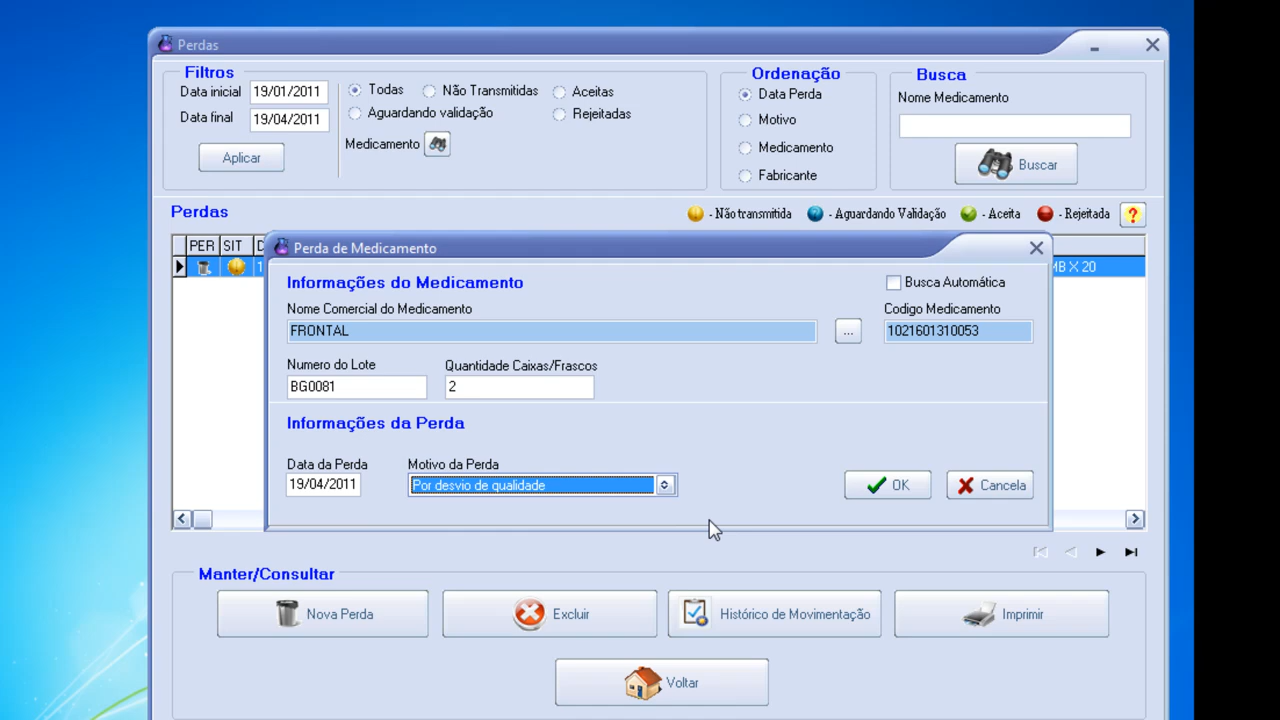 Perdas
Filtros
Data inicial 19/01/2011
Data final 19/04/2011
Aplicar
Todas Não Transmitidas Aceitas
Aguardando validação Rejeitadas
Medicamento
Ordenação
Data Perda
Motivo
Medicamento
Fabricante
Busca
Nome Medicamento
Buscar
Perdas
- Não transmitida - Aguardando Validação - Aceita - Rejeitada ?
PER SIT D
1 MB X 20
Perda de Medicamento
Informações do Medicamento
Busca Automática
Nome Comercial do Medicamento Codigo Medicamento
FRONTAL ... 1021601310053
Numero do Lote Quantidade Caixas/Frascos
BG0081 2
Informações da Perda
Data da Perda Motivo da Perda
19/04/2011 Por desvio de qualidade
OK Cancela
Manter/Consultar
Nova Perda Excluir Histórico de Movimentação Imprimir
Voltar